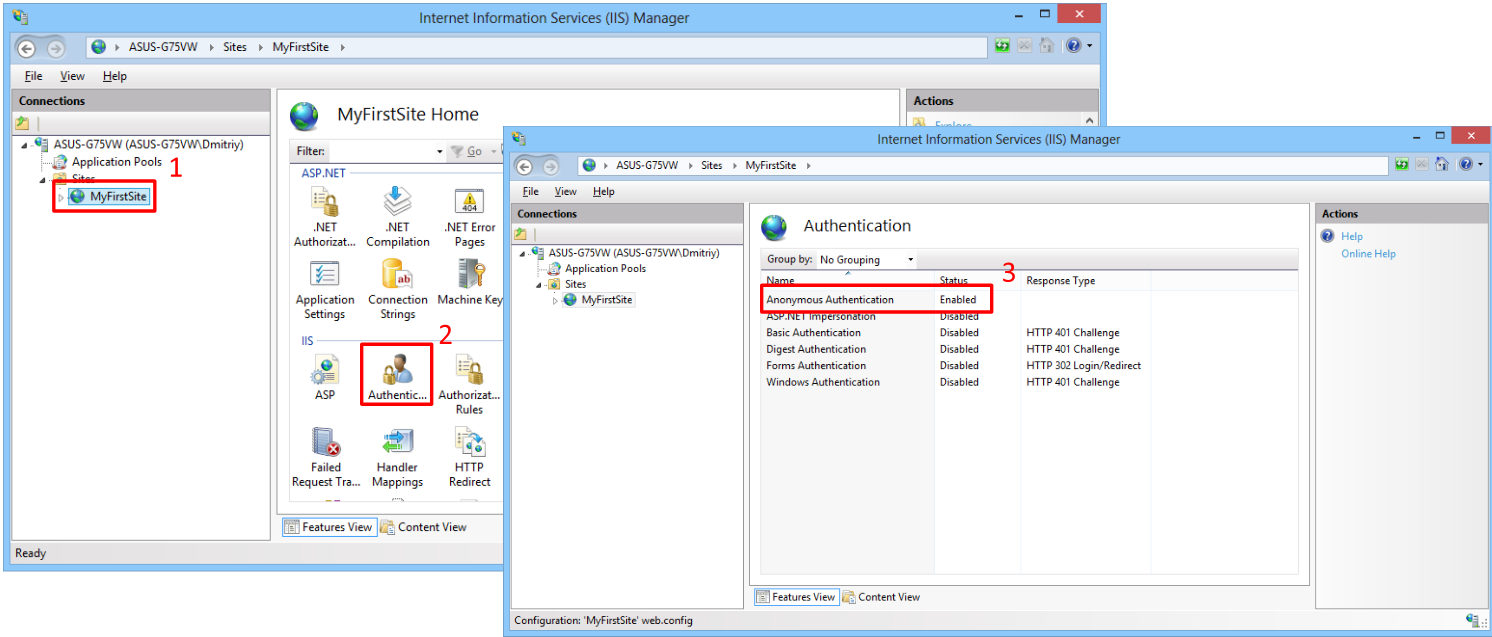 Internet Information Services (IIS) Manager
ASUS-G75VW Sites MyFirstSite
File View Help
Connections
ASUS-G75VW (ASUS-G75VW\Dmitriy)
Application Pools
1
Sites
MyFirstSite
MyFirstSite Home
Filter: Go
ASP.NET
.NET Authorizat...
.NET Compilation
404
.NET Error Pages
Application Settings
ab
Connection Strings
Machine Key
IIS
2
ASP
Authentic...
Authorizat... Rules
Failed Request Tra...
Handler Mappings
HTTP Redirect
Features View Content View
Ready
Actions
Explore
Internet Information Services (IIS) Manager
ASUS-G75VW Sites MyFirstSite
File View Help
Connections
ASUS-G75VW (ASUS-G75VW\Dmitriy)
Application Pools
Sites
MyFirstSite
Authentication
Group by: No Grouping
3
Name Status Response Type
Anonymous Authentication Enabled
ASP.NET Impersonation Disabled
Basic Authentication Disabled HTTP 401 Challenge
Digest Authentication Disabled HTTP 401 Challenge
Forms Authentication Disabled HTTP 302 Login/Redirect
Windows Authentication Disabled HTTP 401 Challenge
Features View Content View
Actions
Help
Online Help
Configuration: 'MyFirstSite' web.config